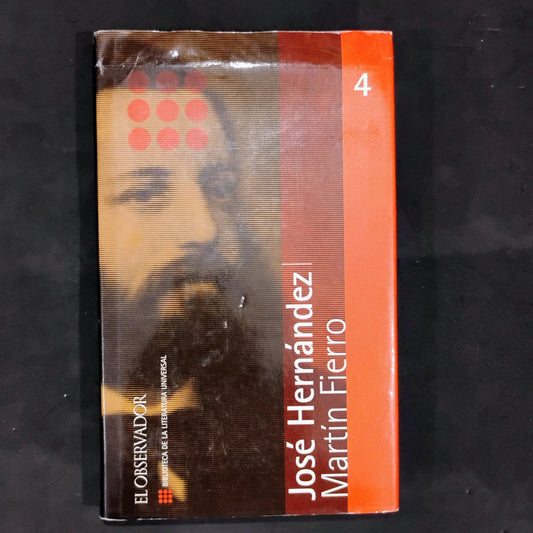 4
José Hernández
Martín Fierro
EL OBSERVADOR
BIBLIOTECA DE LA LITERATURA UNIVERSAL